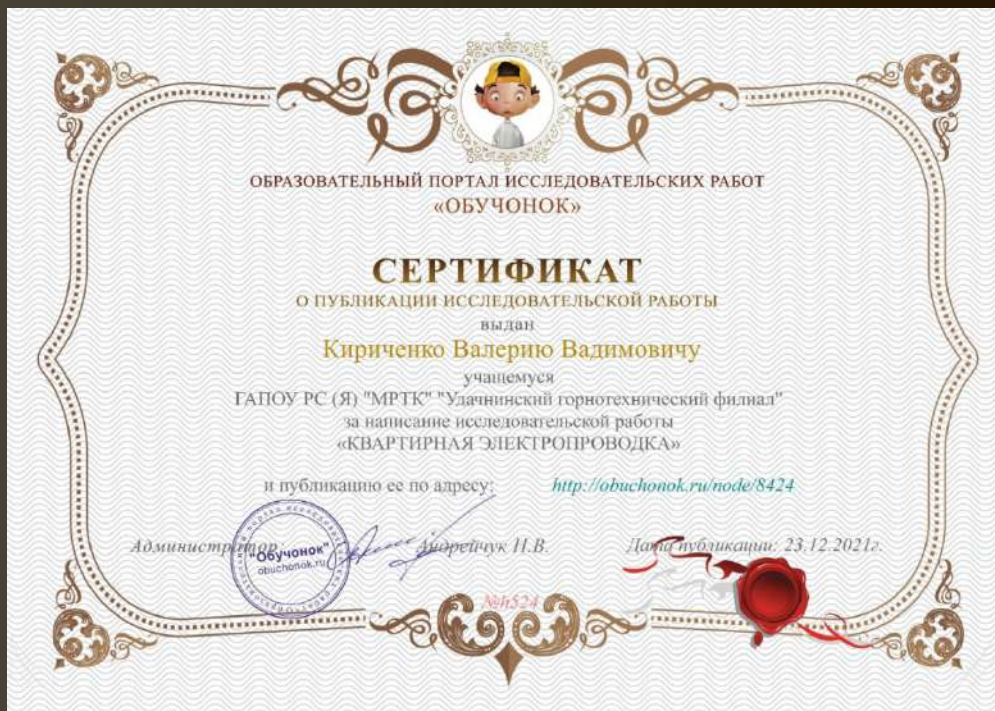 ОБРАЗОВАТЕЛЬНЫЙ ПОРТАЛ ИССЛЕДОВАТЕЛЬСКИХ РАБОТ
«ОБУЧОНОК»
СЕРТИФИКАТ
О ПУБЛИКАЦИИ ИССЛЕДОВАТЕЛЬСКОЙ РАБОТЫ
выдан
Кириченко Валерию Вадимовичу
учащемуся
ГАПОУ РС (Я) "МРТК" "Удачнинский горнотехнический филиал"
за написание исследовательской работы
«КВАРТИРНАЯ ЭЛЕКТРОПРОВОДКА»
и публикацию ее по адресу: http://obuchonok.ru/node/8424
Администратор: Андрейчук Н.В. Дата публикации: 23.12.2021г.
"Обучонок"
obuchonok.ru
№h524